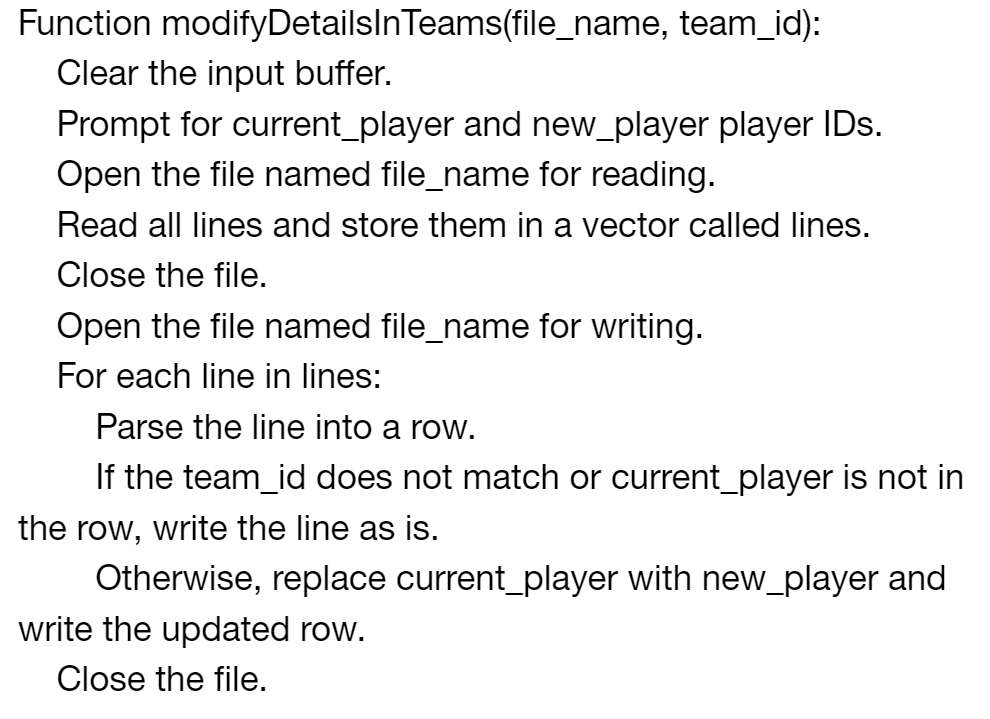 Function modifyDetailsInTeams(file_name, team_id):
Clear the input buffer.
Prompt for current_player and new_player player IDs.
Open the file named file_name for reading.
Read all lines and store them in a vector called lines.
Close the file.
Open the file named file_name for writing.
For each line in lines:
Parse the line into a row.
If the team_id does not match or current_player is not in
the row, write the line as is.
Otherwise, replace current_player with new_player and
write the updated row.
Close the file.